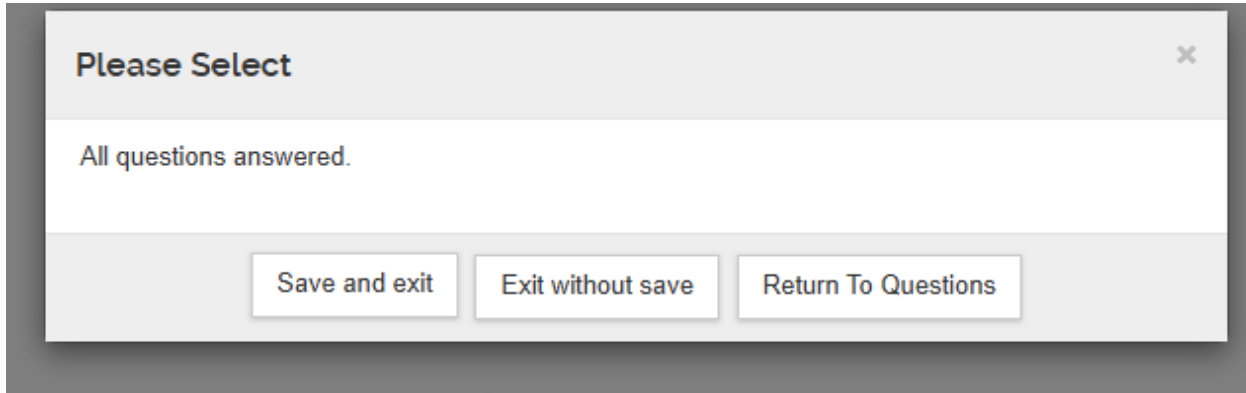 Please Select
All questions answered.
Save and exit Exit without save Return To Questions